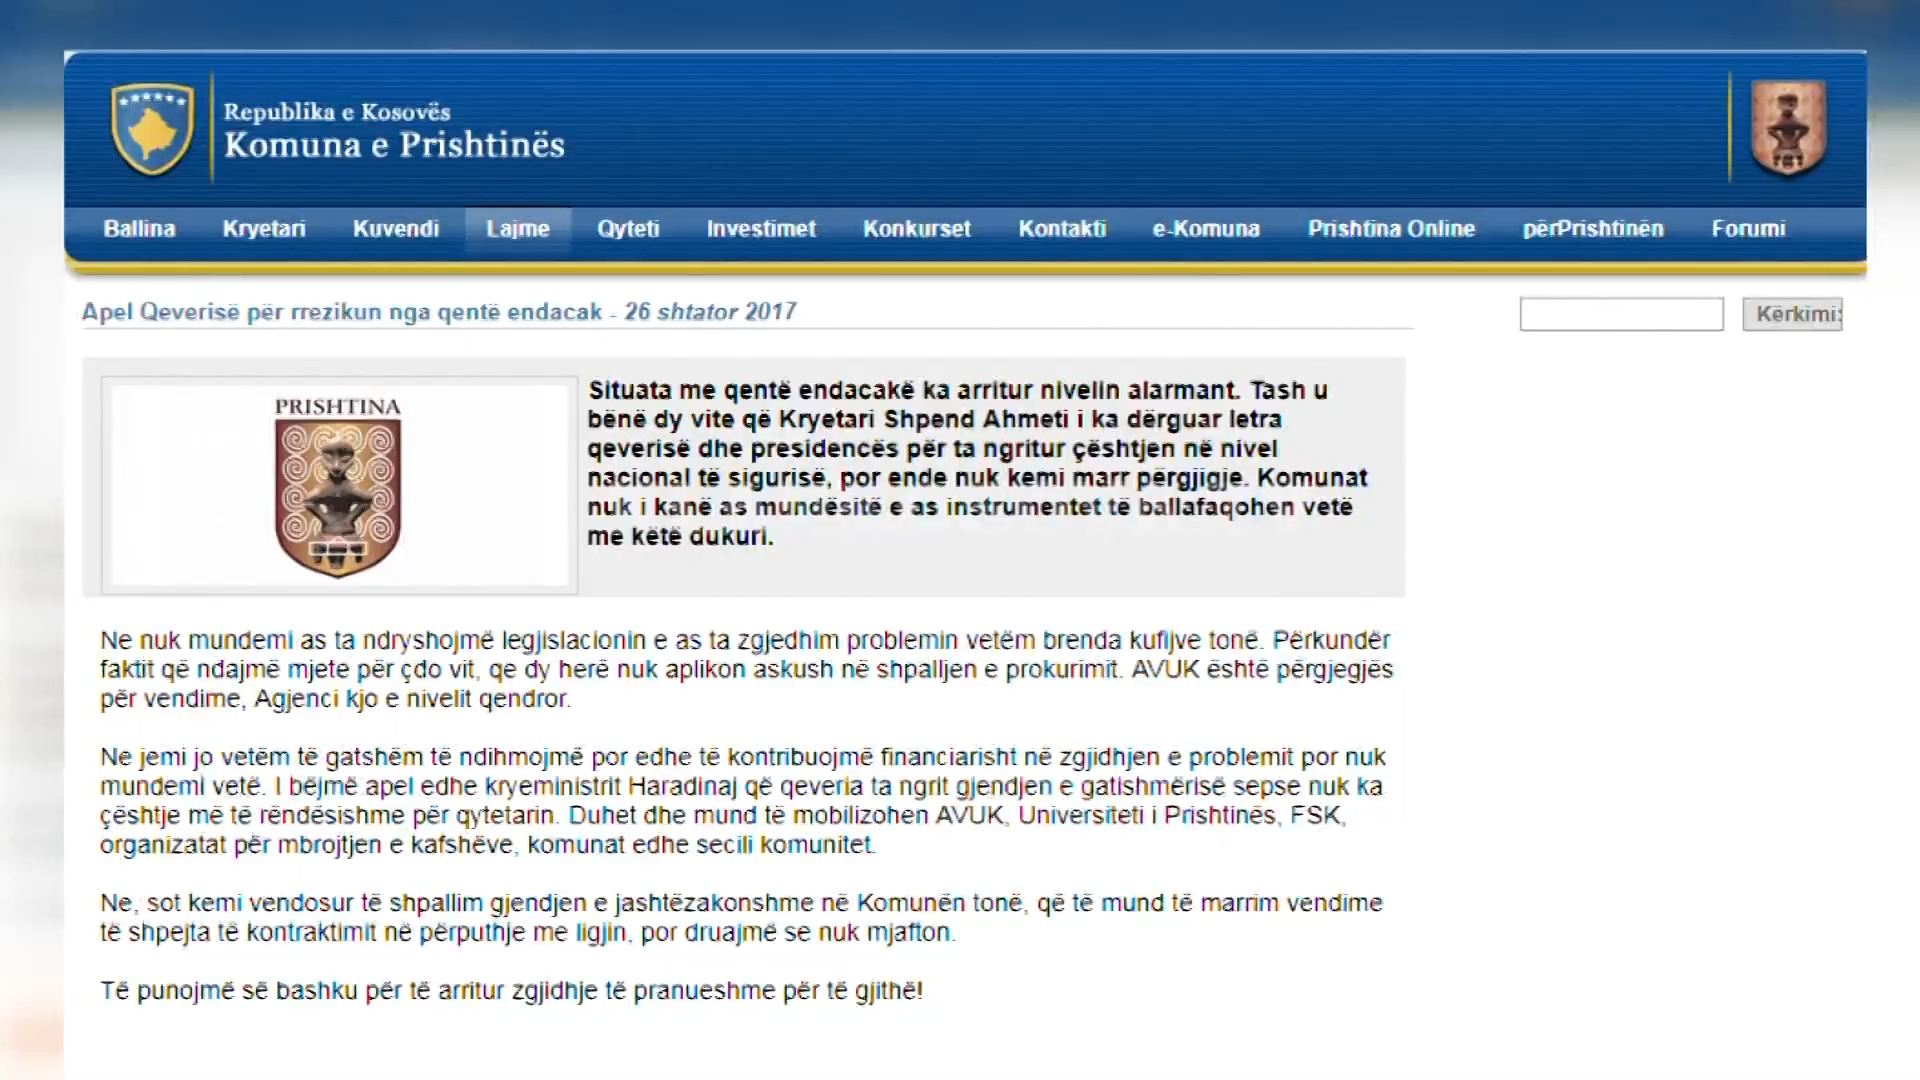 Republika e Kosovës
Komuna e Prishtinës
Ballina Kryetari Kuvendi Lajme Qyteti Investimet Konkurset Kontakti e-Komuna Prishtina Online përPrishtinën Forumi
Apel Qeverisë për rrezikun nga qentë endacak - 26 shtator 2017
Kërkimi:
PRISHTINA
Situata me qentë endacakë ka arritur nivelin alarmant. Tash u
bënë dy vite që Kryetari Shpend Ahmeti i ka dërguar letra
qeverisë dhe presidencës për ta ngritur çështjen në nivel
nacional të sigurisë, por ende nuk kemi marr përgjigje. Komunat
nuk i kanë as mundësitë e as instrumentet të ballafaqohen vetë
me këtë dukuri.
Ne nuk mundemi as ta ndryshojmë legjislacionin e as ta zgjedhim problemin vetëm brenda kufijve tonë. Përkundër
faktit që ndajmë mjete për çdo vit, qe dy herë nuk aplikon askush në shpalljen e prokurimit. AVUK është përgjegjës
për vendime, Agjenci kjo e nivelit qendror.
Ne jemi jo vetëm të gatshëm të ndihmojmë por edhe të kontribuojmë financiarisht në zgjidhjen e problemit por nuk
mundemi vetë. I bëjmë apel edhe kryeministrit Haradinaj që qeveria ta ngrit gjendjen e gatishmërisë sepse nuk ka
çështje më të rëndësishme për qytetarin. Duhet dhe mund të mobilizohen AVUK, Universiteti i Prishtinës, FSK,
organizatat për mbrojtjen e kafshëve, komunat edhe secili komunitet.
Ne, sot kemi vendosur të shpallim gjendjen e jashtëzakonshme në Komunën tonë, që të mund të marrim vendime
të shpejta të kontraktimit në përputhje me ligjin, por druajmë se nuk mjafton.
Të punojmë së bashku për të arritur zgjidhje të pranueshme për të gjithë!